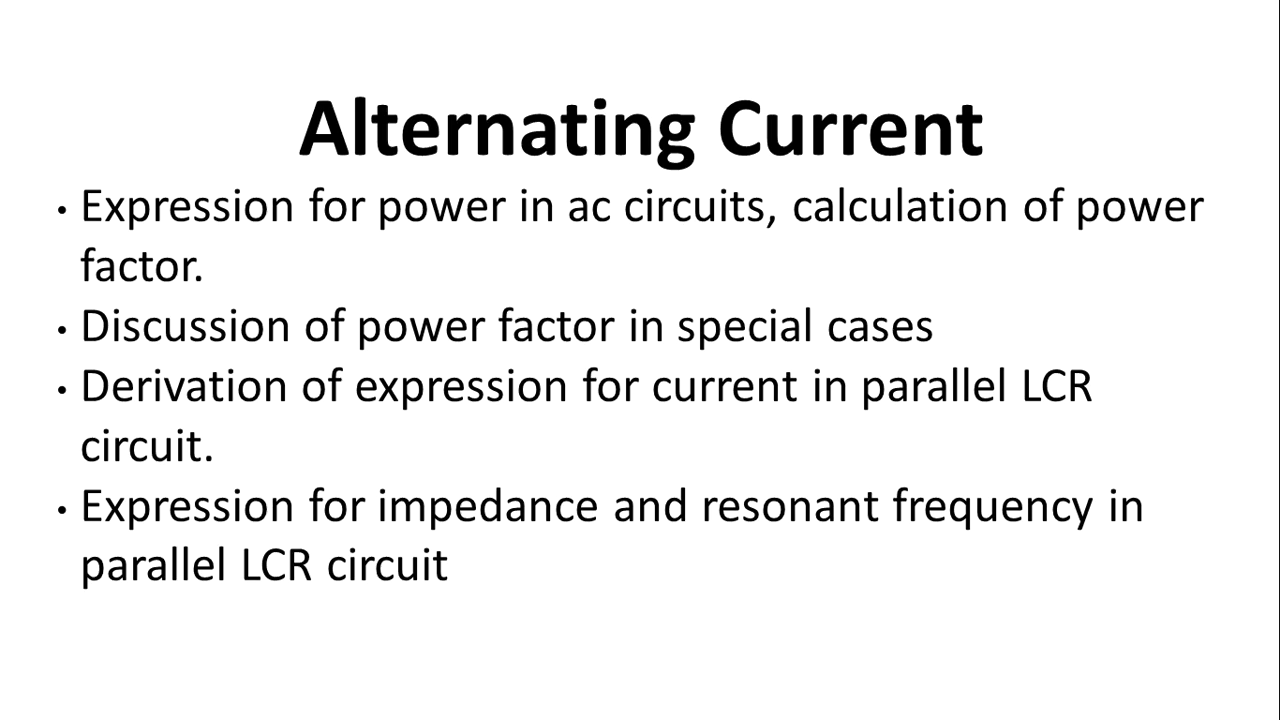 Alternating Current
• Expression for power in ac circuits, calculation of power
factor.
• Discussion of power factor in special cases
• Derivation of expression for current in parallel LCR
circuit.
• Expression for impedance and resonant frequency in
parallel LCR circuit